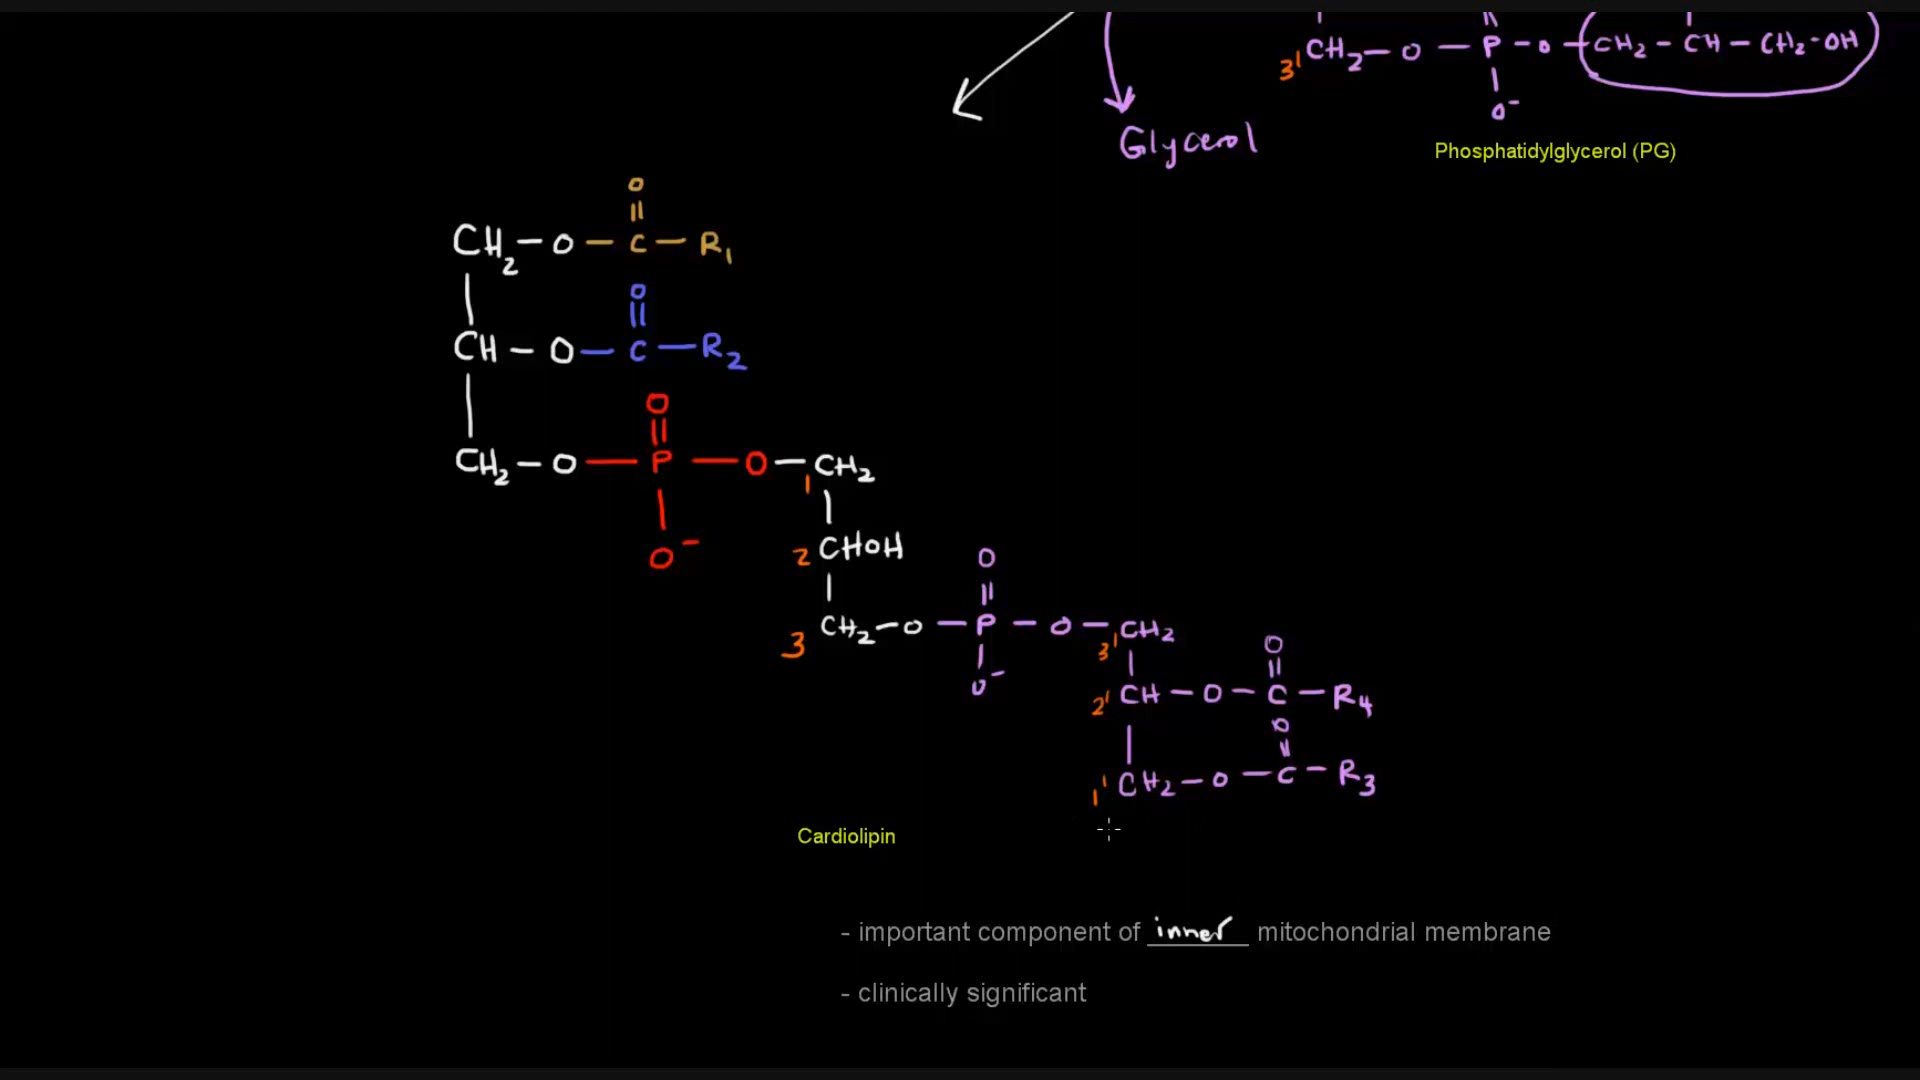 O
3' CH2 — O — P — O — CH2 — CH — CH2 - OH
O-
Glycerol
Phosphatidylglycerol (PG)
O
CH2 — O — C — R1
O
CH — O — C — R2
O
CH2 — O — P — O — CH2
1
O-
2 CHOH
O
3 CH2 — O — P — O — CH2
3'
O-
O
2' CH — O — C — R4
O
1' CH2 — O — C — R3
Cardiolipin
- important component of inner mitochondrial membrane
- clinically significant